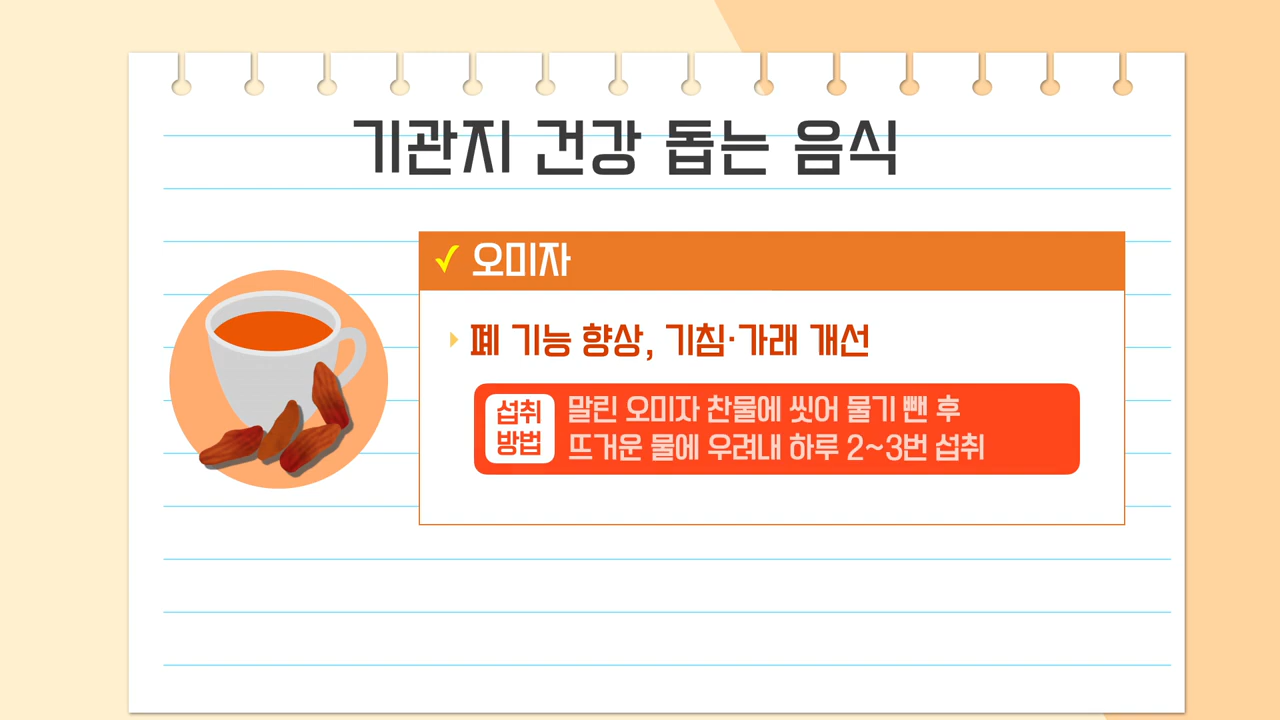 기관지 건강 돕는 음식
✓ 오미자
폐 기능 향상, 기침·가래 개선
섭취 방법
말린 오미자 찬물에 씻어 물기 뺀 후
뜨거운 물에 우려내 하루 2~3번 섭취